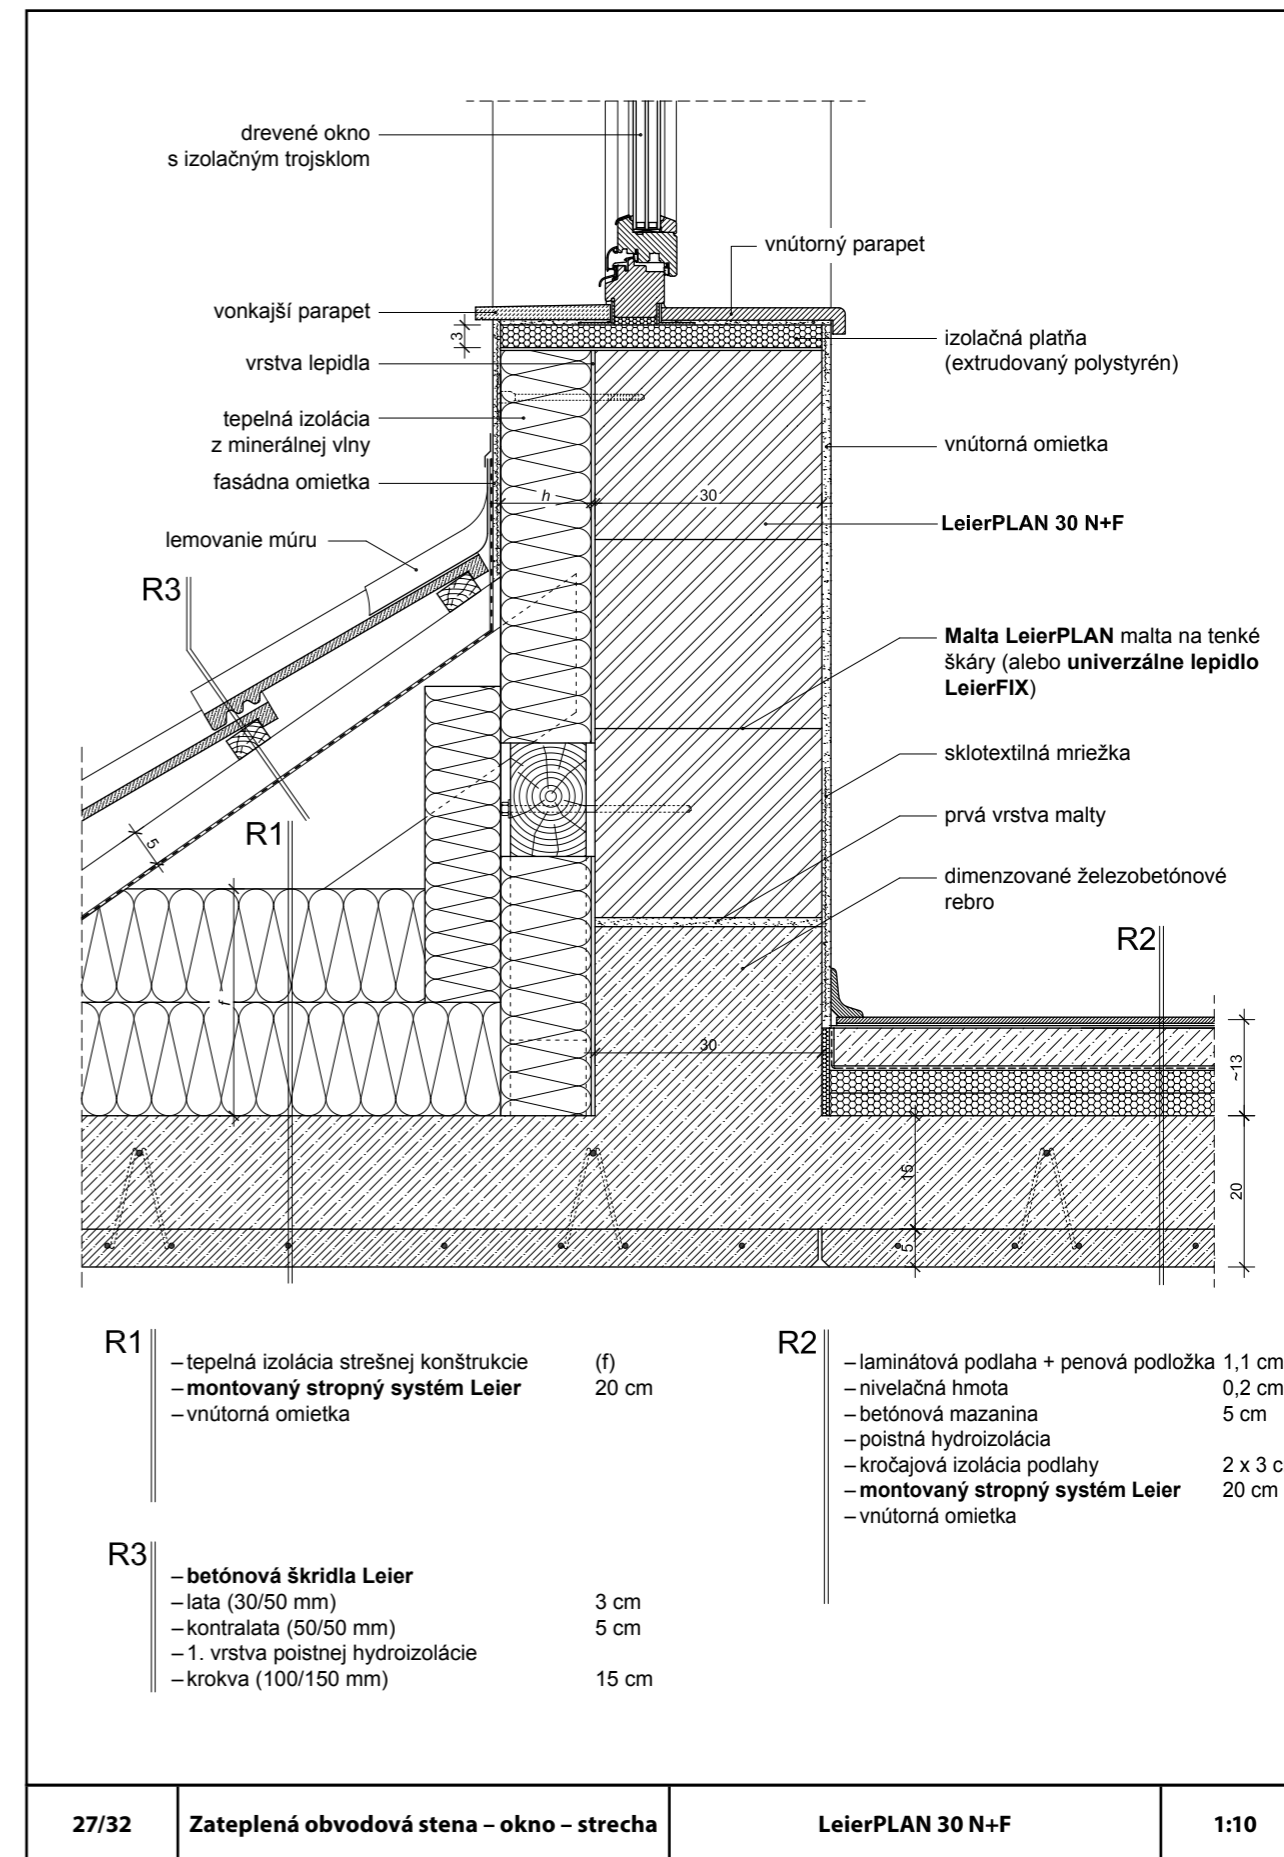 drevené okno
s izolačným trojsklom
vnútorný parapet
vonkajší parapet
3
izolačná platňa
(extrudovaný polystyrén)
vrstva lepidla
tepelná izolácia
z minerálnej vlny
vnútorná omietka
fasádna omietka
h
30
LeierPLAN 30 N+F
lemovanie múru
R3
Malta LeierPLAN malta na tenké
škáry (alebo univerzálne lepidlo
LeierFIX)
sklotextilná mriežka
prvá vrstva malty
R1
5
dimenzované železobetónové
rebro
R2
f
30
~13
15
20
5
R1
– tepelná izolácia strešnej konštrukcie (f)
– montovaný stropný systém Leier 20 cm
– vnútorná omietka
R2
– laminátová podlaha + penová podložka 1,1 cm
– nivelačná hmota 0,2 cm
– betónová mazanina 5 cm
– poistná hydroizolácia
– kročajová izolácia podlahy 2 x 3 c
– montovaný stropný systém Leier 20 cm
– vnútorná omietka
R3
– betónová škridla Leier
– lata (30/50 mm) 3 cm
– kontralata (50/50 mm) 5 cm
– 1. vrstva poistnej hydroizolácie
– krokva (100/150 mm) 15 cm
27/32 Zateplená obvodová stena – okno – strecha LeierPLAN 30 N+F 1:10